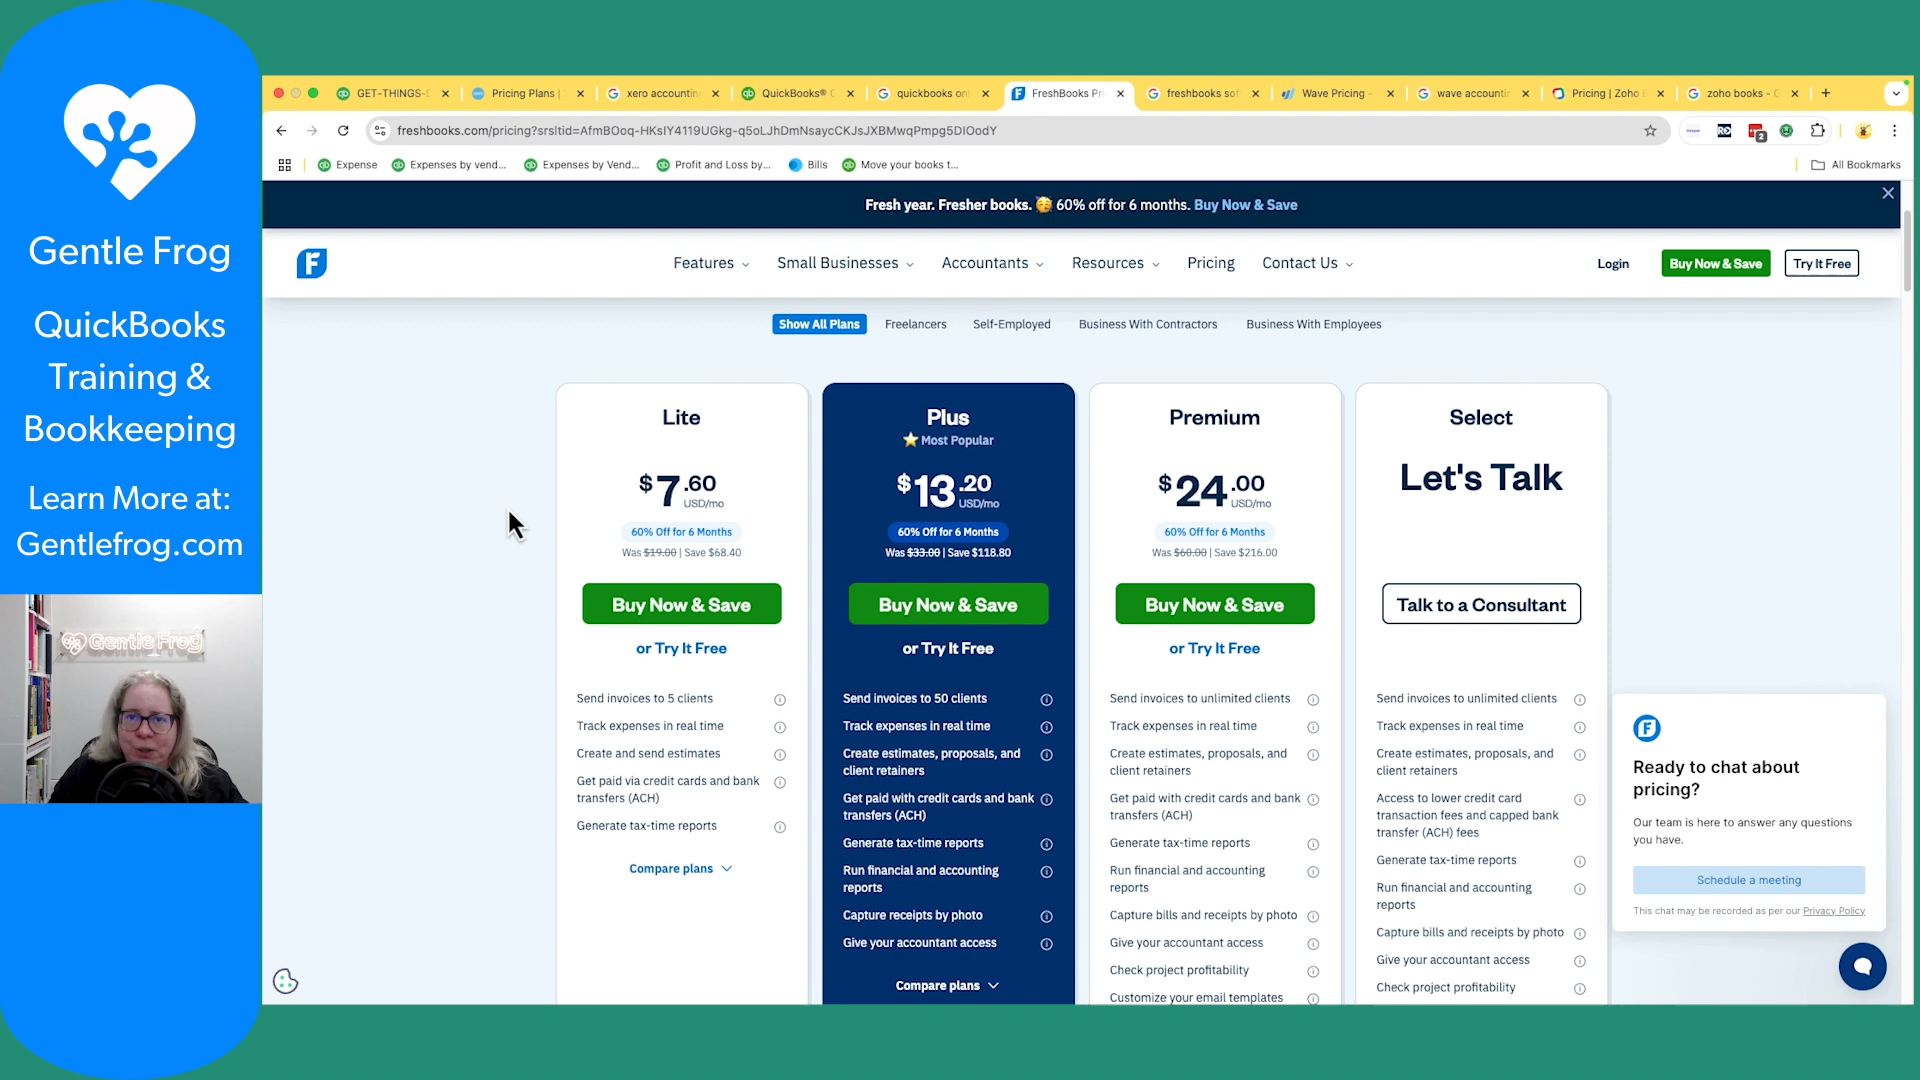 Gentle Frog
QuickBooks
Training &
Bookkeeping
Learn More at:
Gentlefrog.com
Gentle Frog
GET-THINGS-
Pricing Plans |
xero accountin
QuickBooks®
quickbooks on
FreshBooks Pri
freshbooks sof
Wave Pricing -
wave accounti
Pricing | Zoho
zoho books - G
freshbooks.com/pricing?srsltid=AfmBOoq-HKsIY4119UGkg-q5oLJhDmNsaycCKJsJXBMwqPmpg5DIOodY
2
Expense
Expenses by vend...
Expenses by Vend...
Profit and Loss by...
Bills
Move your books t...
All Bookmarks
Fresh year. Fresher books. 🥳 60% off for 6 months. Buy Now & Save
F
Features
Small Businesses
Accountants
Resources
Pricing
Contact Us
Login
Buy Now & Save
Try It Free
Show All Plans
Freelancers
Self-Employed
Business With Contractors
Business With Employees
Lite
$7.60
USD/mo
60% Off for 6 Months
Was $19.00 | Save $68.40
Buy Now & Save
or Try It Free
Send invoices to 5 clients
Track expenses in real time
Create and send estimates
Get paid via credit cards and bank
transfers (ACH)
Generate tax-time reports
Compare plans
Plus
⭐ Most Popular
$13.20
USD/mo
60% Off for 6 Months
Was $33.00 | Save $118.80
Buy Now & Save
or Try It Free
Send invoices to 50 clients
Track expenses in real time
Create estimates, proposals, and
client retainers
Get paid with credit cards and bank
transfers (ACH)
Generate tax-time reports
Run financial and accounting
reports
Capture receipts by photo
Give your accountant access
Compare plans
Premium
$24.00
USD/mo
60% Off for 6 Months
Was $60.00 | Save $216.00
Buy Now & Save
or Try It Free
Send invoices to unlimited clients
Track expenses in real time
Create estimates, proposals, and
client retainers
Get paid with credit cards and bank
transfers (ACH)
Generate tax-time reports
Run financial and accounting
reports
Capture bills and receipts by photo
Give your accountant access
Check project profitability
Customize your email templates
Select
Let's Talk
Talk to a Consultant
Send invoices to unlimited clients
Track expenses in real time
Create estimates, proposals, and
client retainers
Access to lower credit card
transaction fees and capped bank
transfer (ACH) fees
Generate tax-time reports
Run financial and accounting
reports
Capture bills and receipts by photo
Give your accountant access
Check project profitability
F
Ready to chat about
pricing?
Our team is here to answer any questions
you have.
Schedule a meeting
This chat may be recorded as per our Privacy Policy